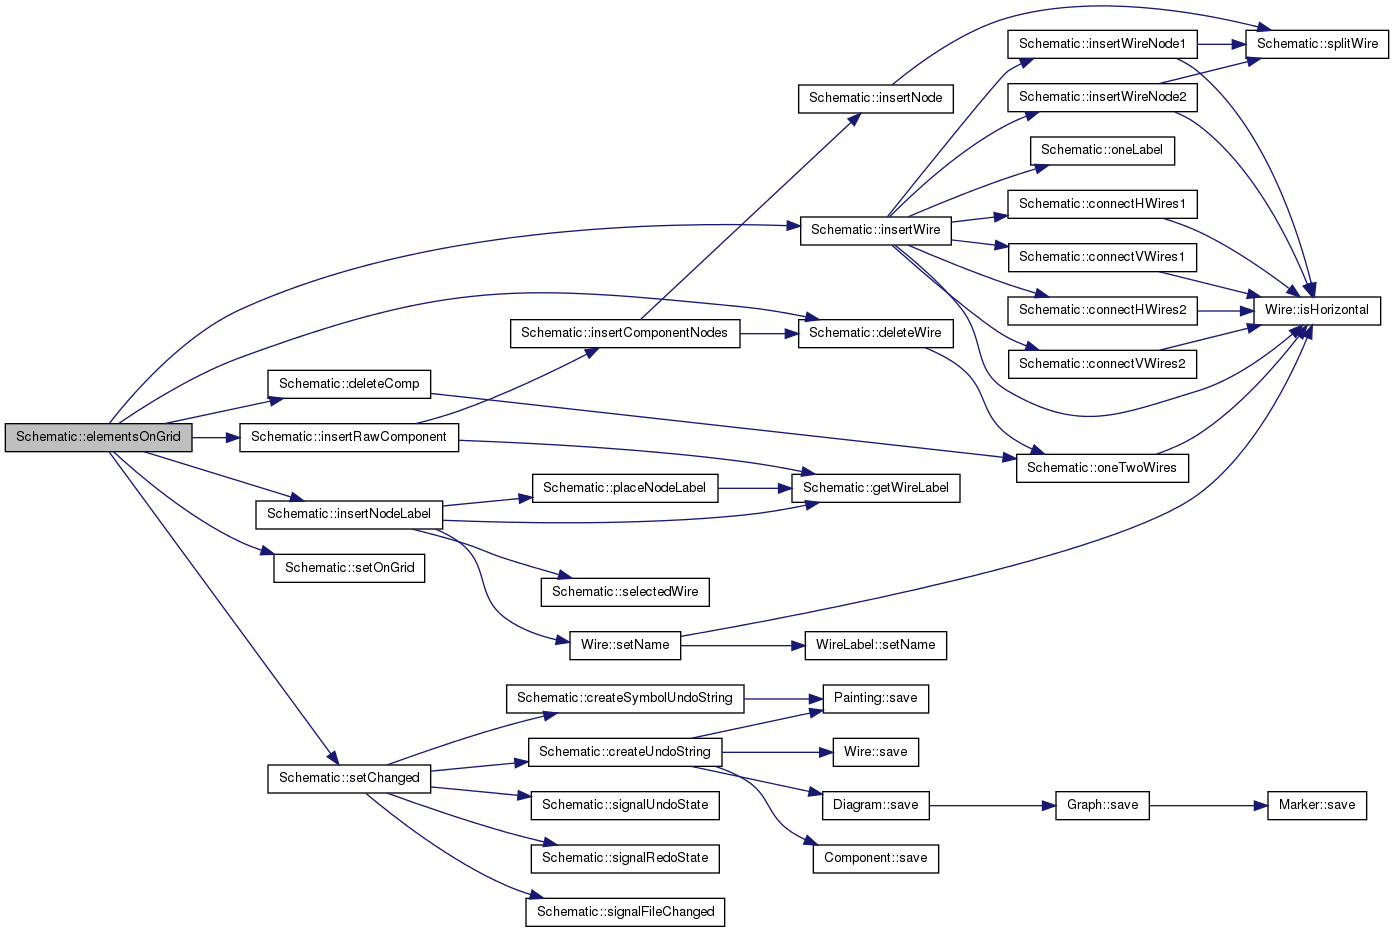 Schematic::elementsOnGrid
Schematic::deleteComp
Schematic::insertRawComponent
Schematic::insertNodeLabel
Schematic::setOnGrid
Schematic::setChanged
Schematic::insertComponentNodes
Schematic::placeNodeLabel
Schematic::selectedWire
Wire::setName
Schematic::createSymbolUndoString
Schematic::createUndoString
Schematic::signalUndoState
Schematic::signalRedoState
Schematic::signalFileChanged
Schematic::insertNode
Schematic::insertWire
Schematic::deleteWire
Schematic::getWireLabel
WireLabel::setName
Painting::save
Wire::save
Diagram::save
Component::save
Schematic::insertWireNode1
Schematic::insertWireNode2
Schematic::oneLabel
Schematic::connectHWires1
Schematic::connectVWires1
Schematic::connectHWires2
Schematic::connectVWires2
Schematic::oneTwoWires
Graph::save
Schematic::splitWire
Wire::isHorizontal
Marker::save